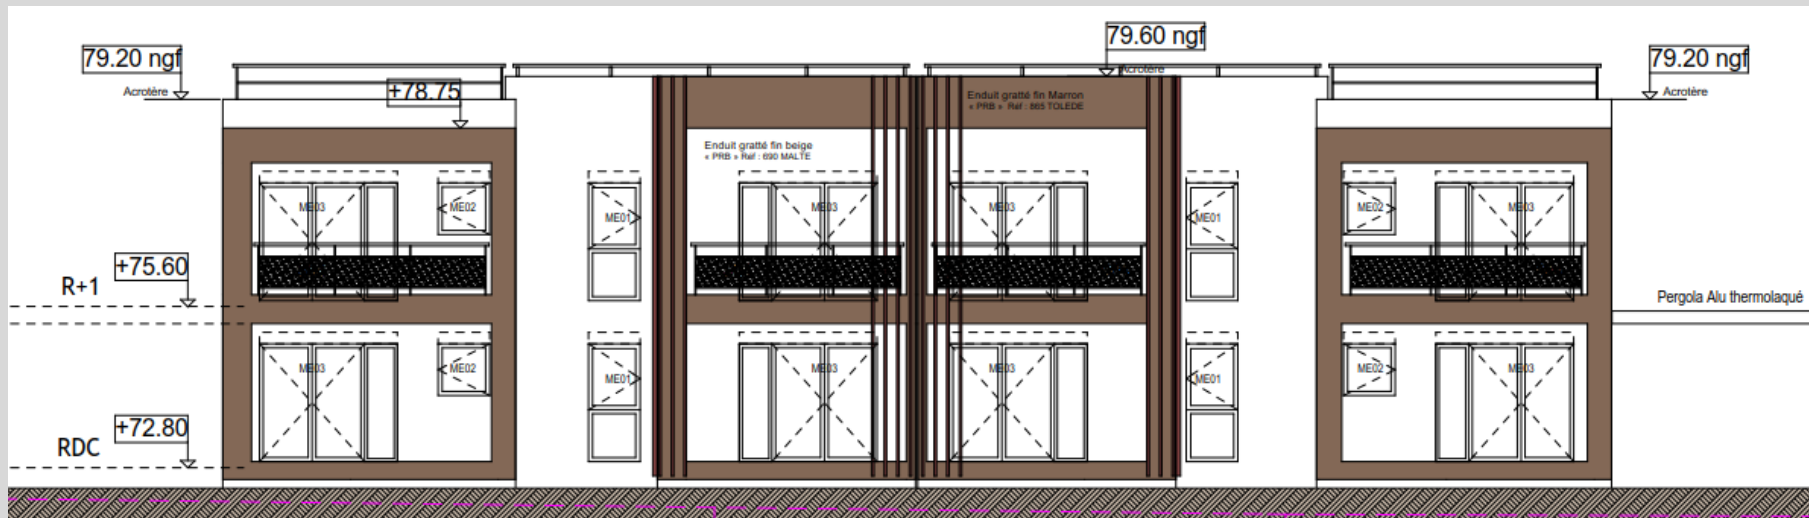 79.60 ngf
79.20 ngf
79.20 ngf
Acrotère
Acrotère
Acrotère
+78.75
Enduit gratté fin Marron
« PRB » Réf : 865 TOLEDE
Enduit gratté fin beige
« PRB » Réf : 690 MALTE
ME03
ME02
ME01
ME03
ME03
ME01
ME02
ME03
+75.60
R+1
Pergola Alu thermolaqué
ME03
ME02
ME01
ME03
ME03
ME01
ME02
ME03
+72.80
RDC